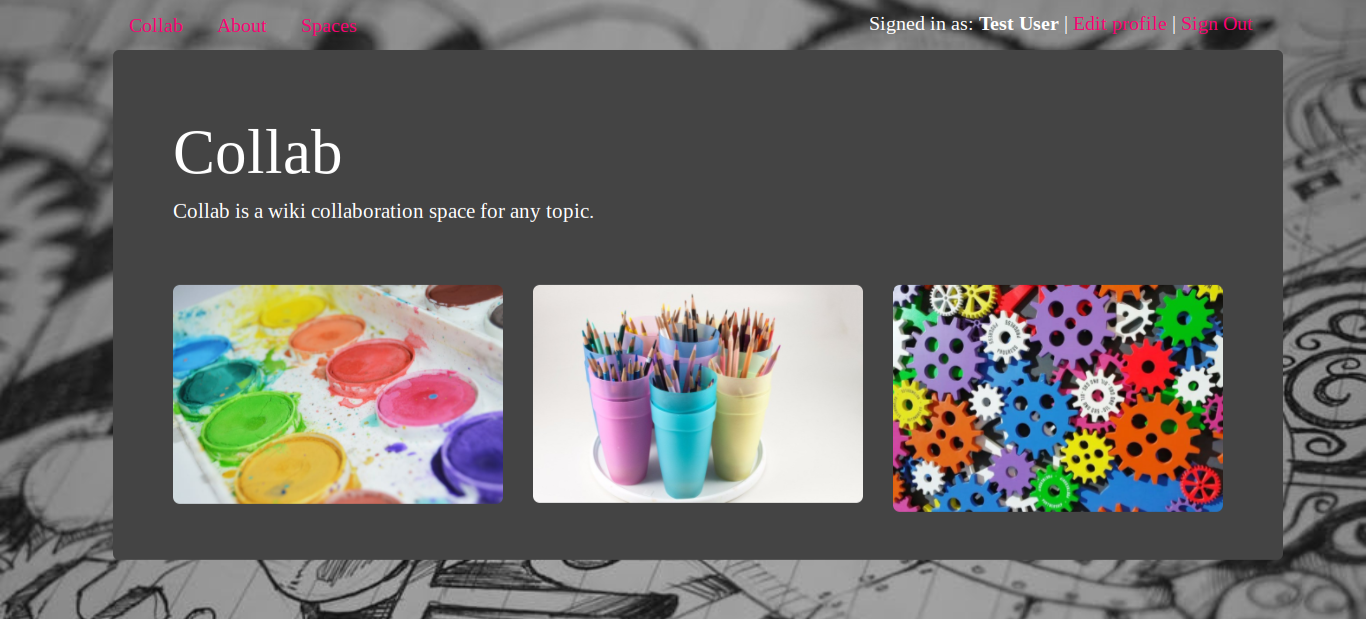 Collab About Spaces Signed in as: Test User | Edit profile | Sign Out
Collab
Collab is a wiki collaboration space for any topic.